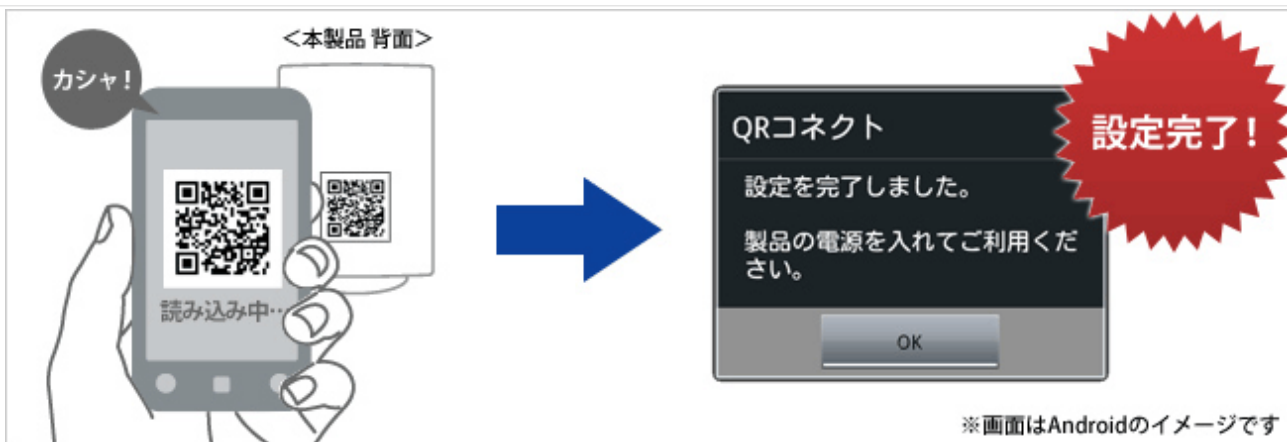 <本製品 背面>
カシャ!
読み込み中…
QRコネクト
設定完了!
設定を完了しました。
製品の電源を入れてご利用くだ
さい。
OK
※画面はAndroidのイメージです